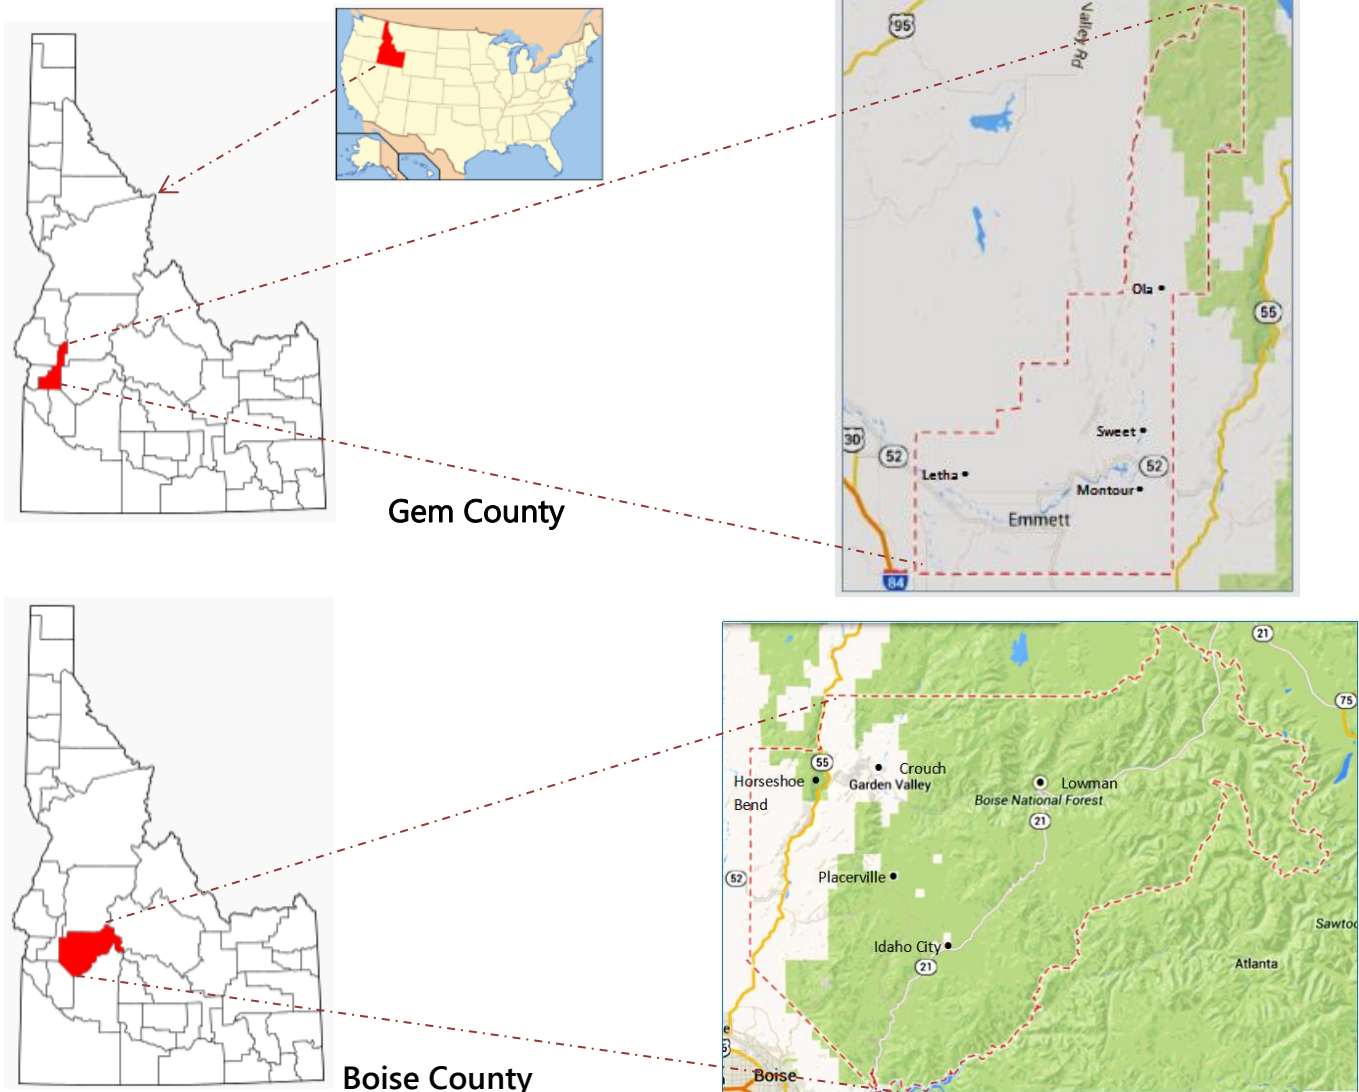 95
Valley Rd
Ola
55
Sweet
30
52
52
Letha
Montour
Emmett
84
Gem County
21
75
55
Crouch
Horseshoe
Bend
Garden Valley
Lowman
Boise National Forest
21
52
Placerville
Sawtoo
Idaho City
21
Atlanta
e
Boise
Boise County